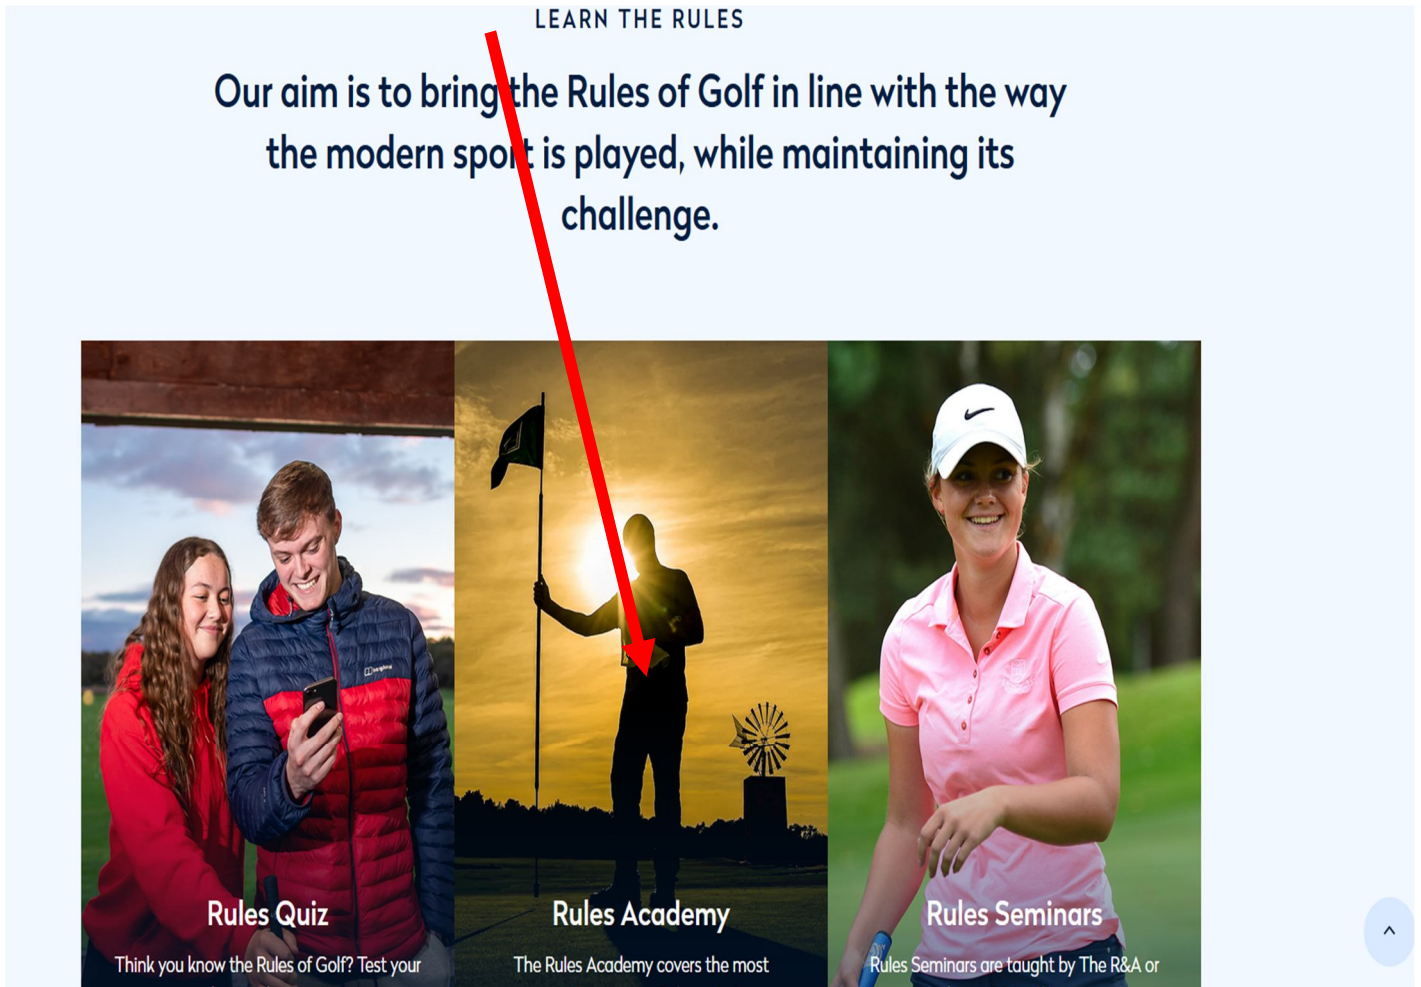 LEARN THE RULES
Our aim is to bring the Rules of Golf in line with the way
the modern sport is played, while maintaining its
challenge.
Rules Quiz
Think you know the Rules of Golf? Test your
Rules Academy
The Rules Academy covers the most
Rules Seminars
Rules Seminars are taught by The R&A or